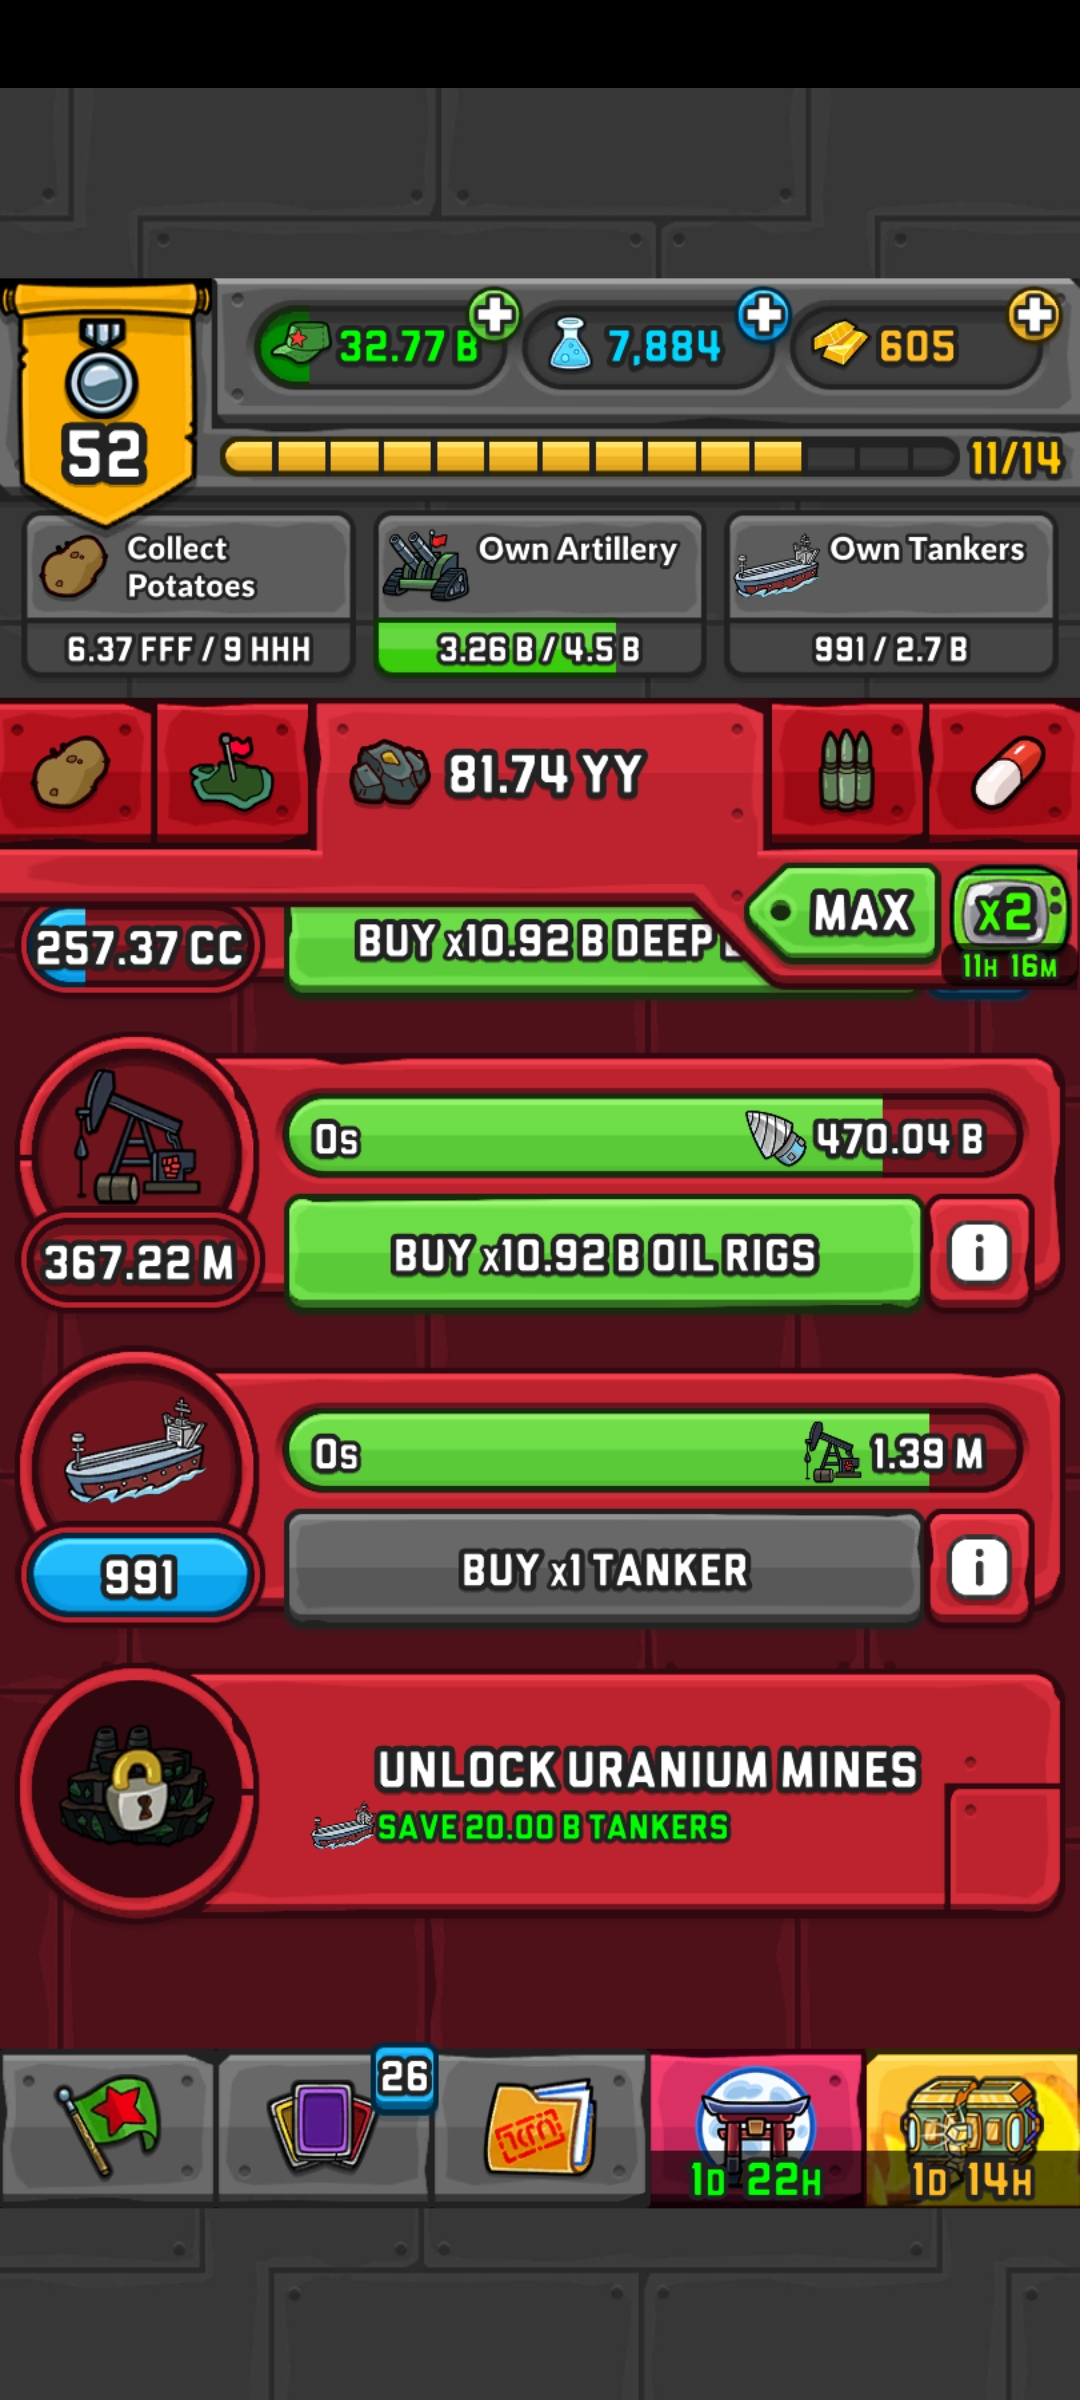 32.77 B
7,884
605
52
11/14
Collect
Potatoes
6.37 FFF / 9 HHH
Own Artillery
3.26 B / 4.5 B
Own Tankers
991 / 2.7 B
81.74 YY
MAX
x2
11H 16M
257.37 CC
BUY x10.92 B DEEP
0s
470.04 B
367.22 M
BUY x10.92 B OIL RIGS
i
0s
1.39 M
991
BUY x1 TANKER
i
UNLOCK URANIUM MINES
SAVE 20.00 B TANKERS
26
1D 22H
1D 14H